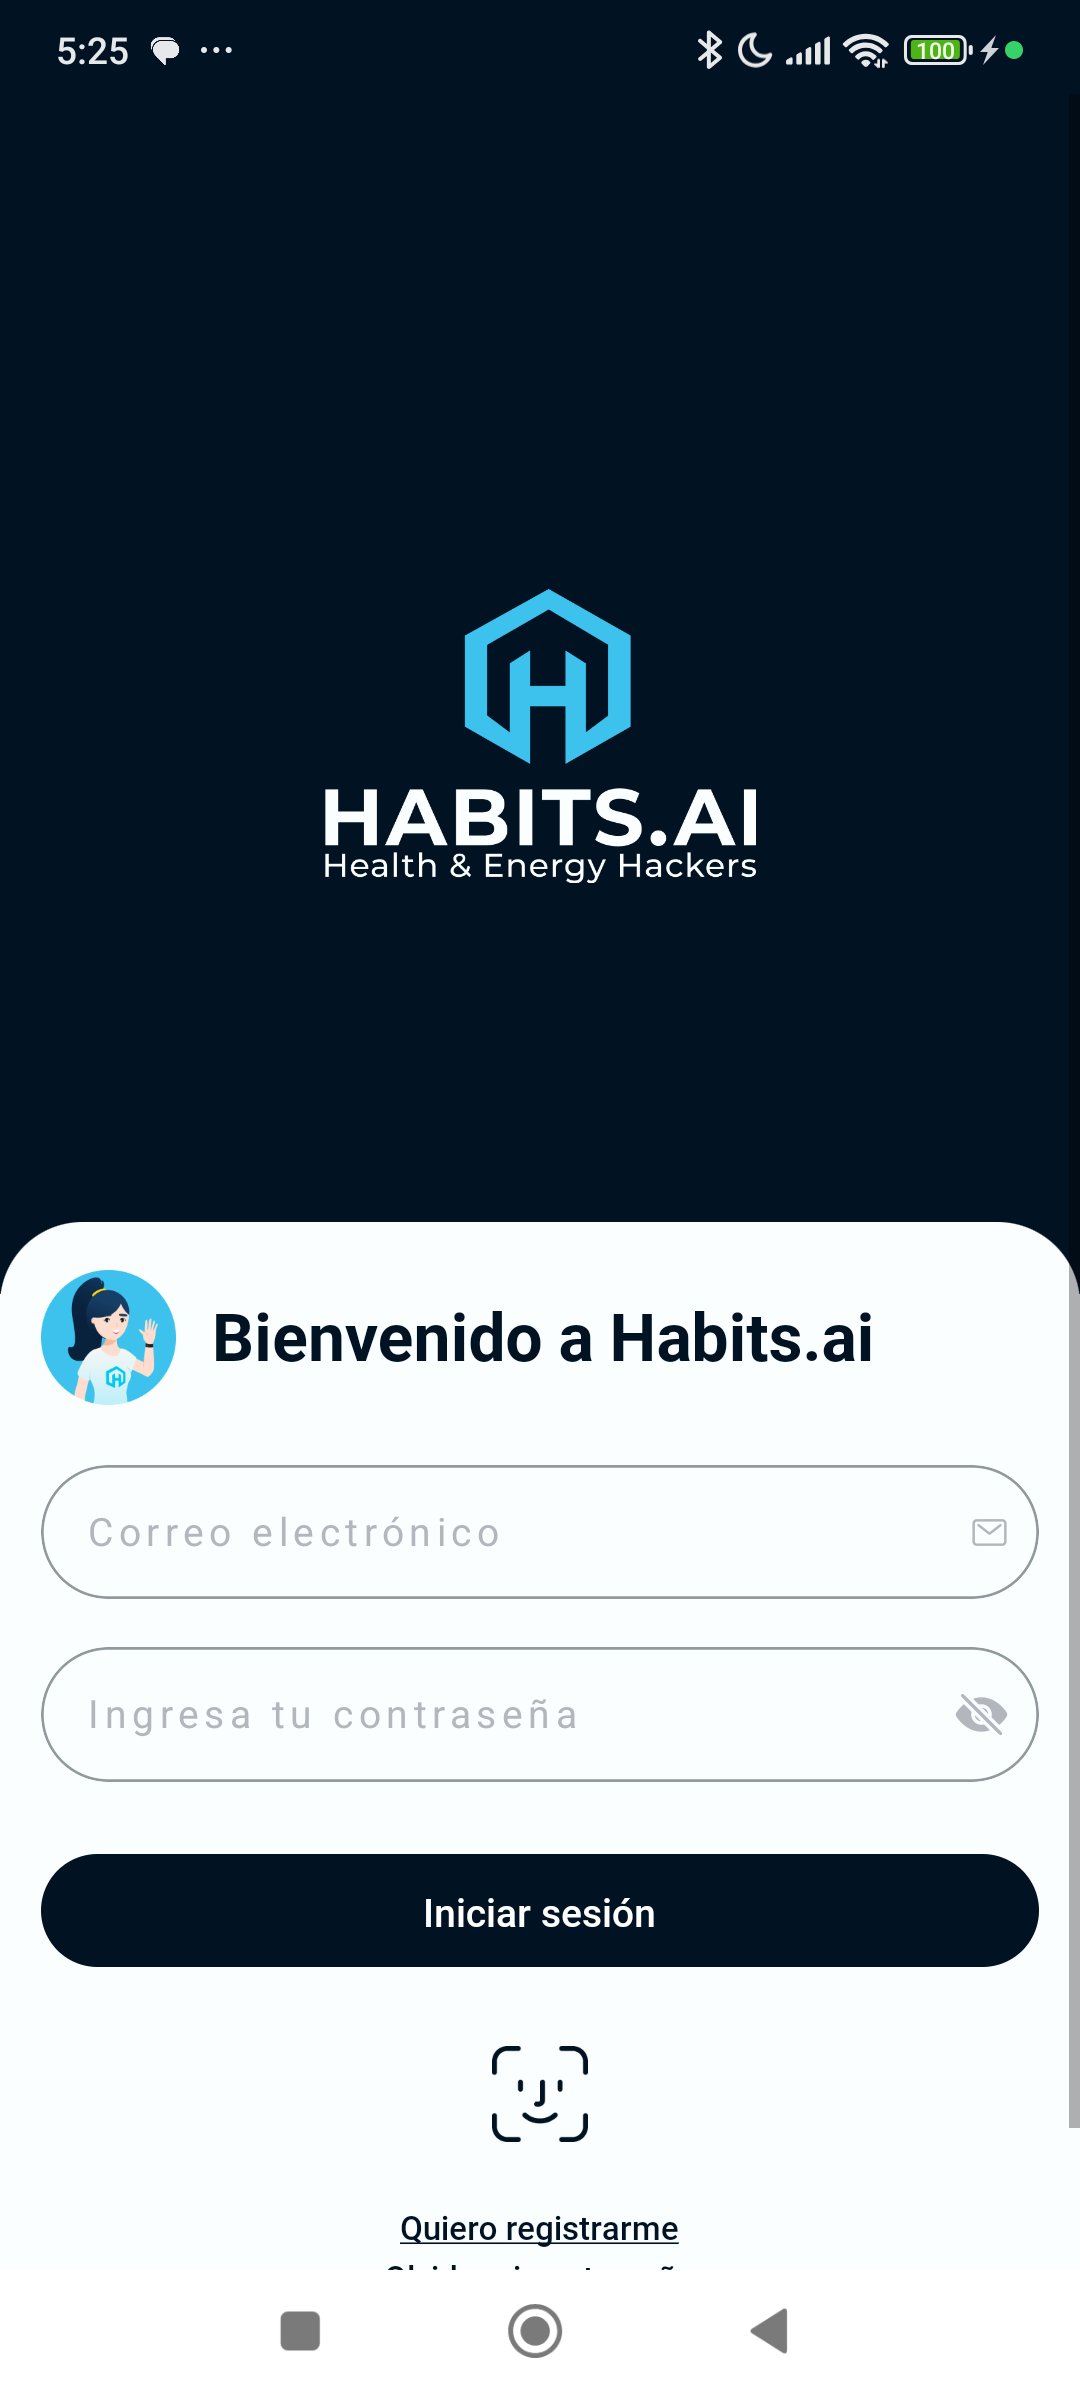 5:25
100
HABITS.AI
Health & Energy Hackers
Bienvenido a Habits.ai
Correo electrónico
Ingresa tu contraseña
Iniciar sesión
Quiero registrarme